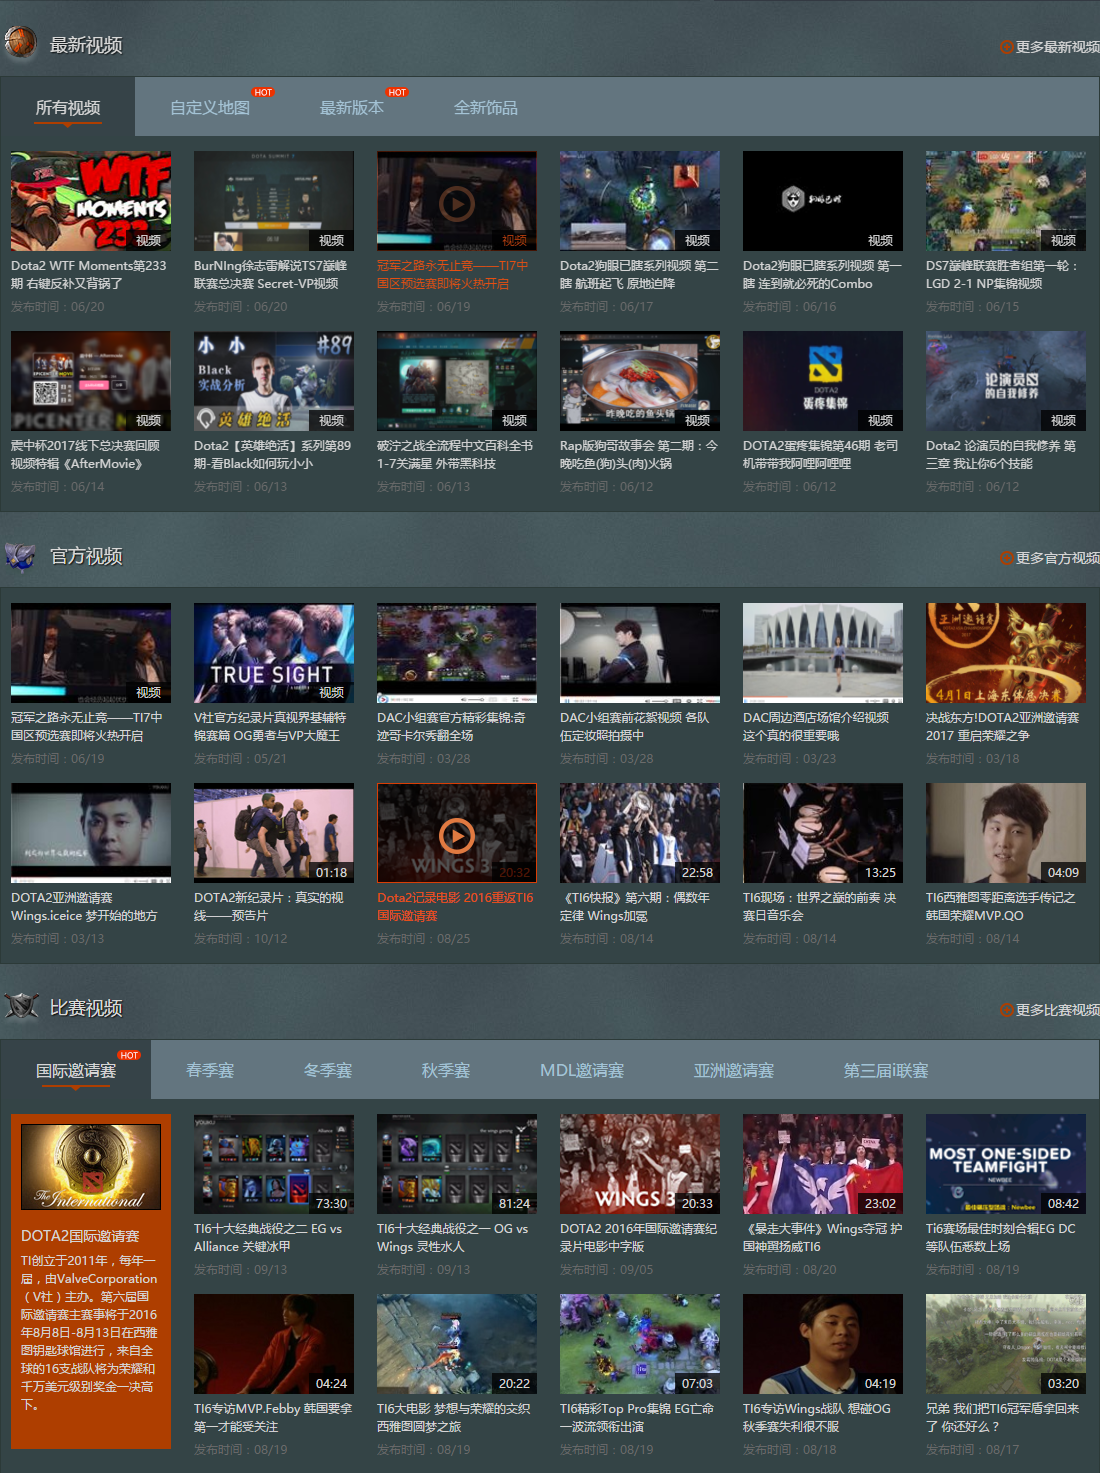 最新视频
更多最新视频
所有视频
自定义地图
HOT
最新版本
HOT
全新饰品
WTF
MOMENTS
233
视频
视频
视频
视频
视频
视频
Dota2 WTF Moments第233
期 右键反补又背锅了
发布时间：06/20
BurNIng徐志雷解说TS7巅峰
联赛总决赛 Secret-VP视频
发布时间：06/20
冠军之路永无止竞——TI7中
国区预选赛即将火热开启
发布时间：06/19
Dota2狗眼已瞎系列视频 第二
瞎 航班起飞 原地迫降
发布时间：06/17
Dota2狗眼已瞎系列视频 第一
瞎 连到就必死的Combo
发布时间：06/16
DS7巅峰联赛胜者组第一轮：
LGD 2-1 NP集锦视频
发布时间：06/15
视频
小小
#89
Black
实战分析
英雄绝活
视频
视频
昨晚吃的鱼头锅
视频
DOTA2
蛋疼集锦
视频
论演员
的自我修养
视频
震中杯2017线下总决赛回顾
视频特辑《AfterMovie》
发布时间：06/14
Dota2【英雄绝活】系列第89
期-看Black如何玩小小
发布时间：06/13
破泞之战全流程中文百科全书
1-7关满星 外带黑科技
发布时间：06/13
Rap版狗哥故事会 第二期：今
晚吃鱼(狗)头(肉)火锅
发布时间：06/12
DOTA2蛋疼集锦第46期 老司
机带带我阿哩阿哩哩
发布时间：06/12
Dota2 论演员的自我修养 第
三章 我让你6个技能
发布时间：06/12
官方视频
更多官方视频
视频
TRUE SIGHT
视频
亚洲邀请赛
4月1日上海东体总决赛
冠军之路永无止竞——TI7中
国区预选赛即将火热开启
发布时间：06/19
V社官方纪录片真视界基辅特
锦赛篇 OG勇者与VP大魔王
发布时间：05/21
DAC小组赛官方精彩集锦:奇
迹哥卡尔秀翻全场
发布时间：03/28
DAC小组赛前花絮视频 各队
伍定妆照拍摄中
发布时间：03/28
DAC周边酒店场馆介绍视频
这个真的很重要哦
发布时间：03/23
决战东方!DOTA2亚洲邀请赛
2017 重启荣耀之争
发布时间：03/18
01:18
WINGS 3
20:32
22:58
13:25
04:09
DOTA2亚洲邀请赛
Wings.iceice 梦开始的地方
发布时间：03/13
DOTA2新纪录片：真实的视
线——预告片
发布时间：10/12
Dota2记录电影 2016重返TI6
国际邀请赛
发布时间：08/25
《TI6快报》第六期：偶数年
定律 Wings加冕
发布时间：08/14
TI6现场：世界之巅的前奏 决
赛日音乐会
发布时间：08/14
TI6西雅图零距离选手传记之
韩国荣耀MVP.QO
发布时间：08/14
比赛视频
更多比赛视频
国际邀请赛
HOT
春季赛
冬季赛
秋季赛
MDL邀请赛
亚洲邀请赛
第三届i联赛
The International
DOTA2国际邀请赛
TI创立于2011年，每年一
届，由ValveCorporation
（V社）主办。第六届国
际邀请赛主赛事将于2016
年8月8日-8月13日在西雅
图钥匙球馆进行，来自全
球的16支战队将为荣耀和
千万美元级别奖金一决高
下。
73:30
81:24
WINGS 3
20:33
23:02
MOST ONE-SIDED
TEAMFIGHT
NEWBEE
08:42
TI6十大经典战役之二 EG vs
Alliance 关键冰甲
发布时间：09/13
TI6十大经典战役之一 OG vs
Wings 灵性水人
发布时间：09/13
DOTA2 2016年国际邀请赛纪
录片电影中字版
发布时间：09/05
《暴走大事件》Wings夺冠 护
国神翼扬威TI6
发布时间：08/20
Ti6赛场最佳时刻合辑EG DC
等队伍悉数上场
发布时间：08/19
04:24
20:22
07:03
04:19
03:20
TI6专访MVP.Febby 韩国要拿
第一才能受关注
发布时间：08/19
TI6大电影 梦想与荣耀的交织
西雅图圆梦之旅
发布时间：08/19
TI6精彩Top Pro集锦 EG亡命
一波流领衔出演
发布时间：08/19
TI6专访Wings战队 想碰OG
秋季赛失利很不服
发布时间：08/18
兄弟 我们把TI6冠军盾拿回来
了 你还好么？
发布时间：08/17